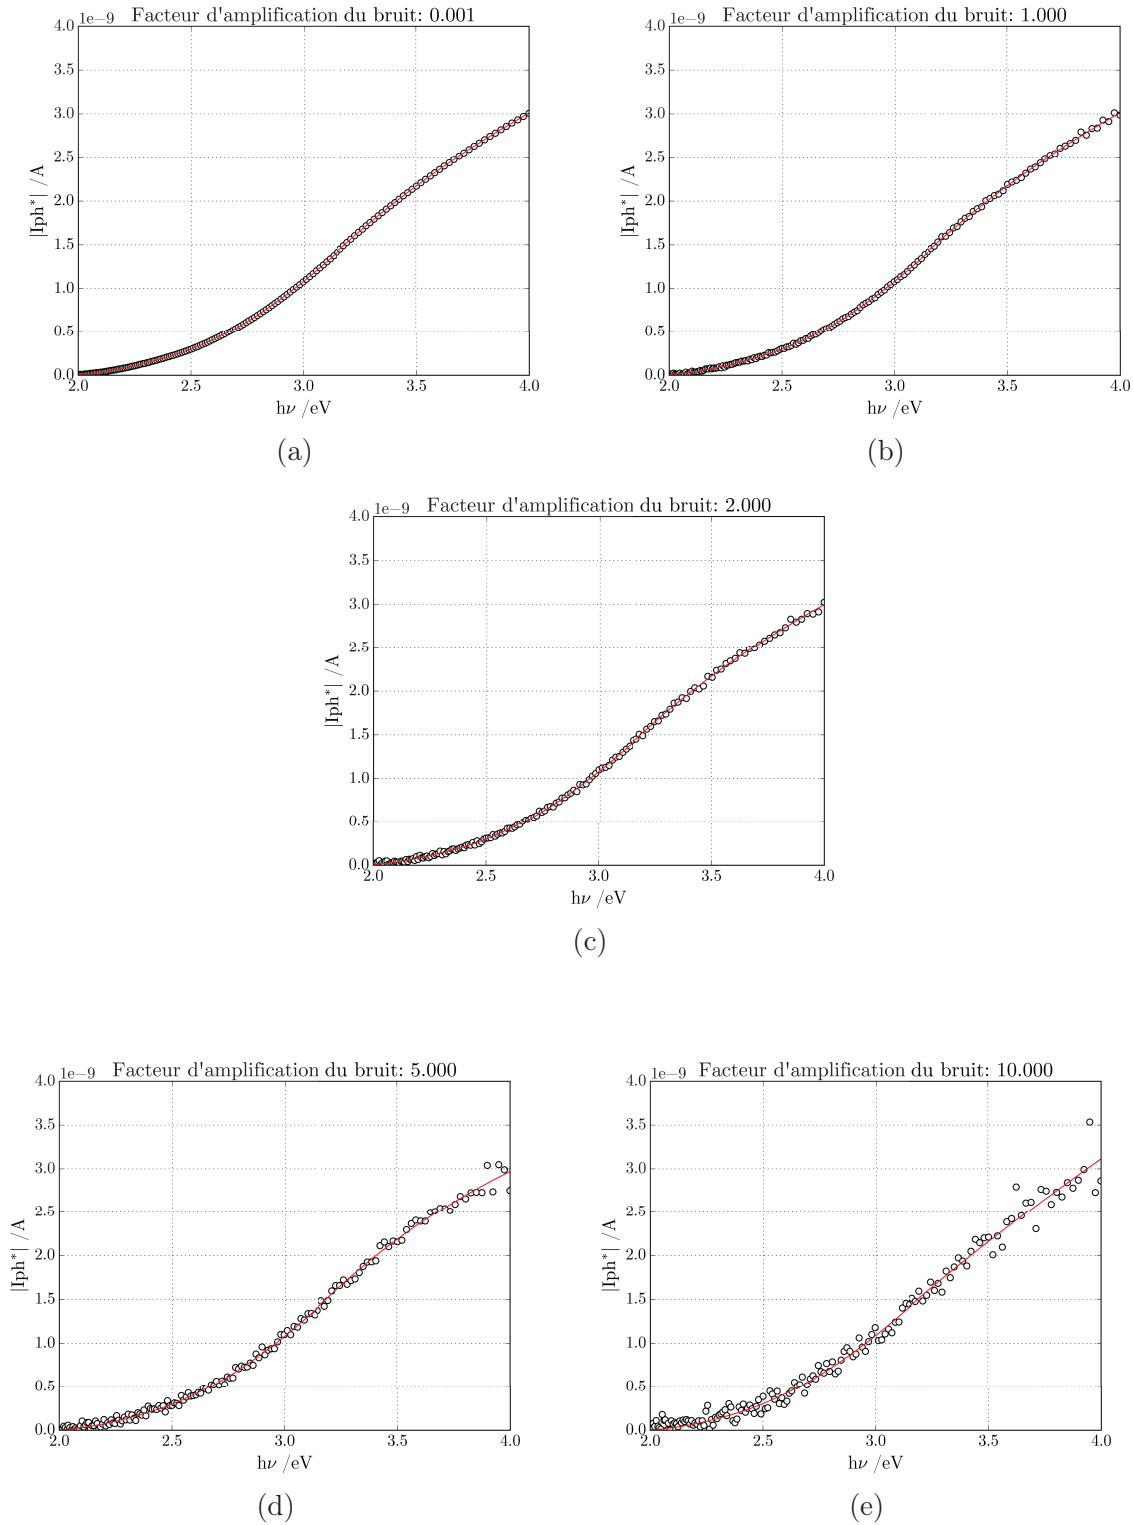 1e−9 Facteur d'amplification du bruit: 0.001
4.0
3.5
3.0
2.5
2.0
1.5
1.0
0.5
0.0
|Iph*| /A
2.0 2.5 3.0 3.5 4.0
hν /eV
(a)
1e−9 Facteur d'amplification du bruit: 1.000
4.0
3.5
3.0
2.5
2.0
1.5
1.0
0.5
0.0
|Iph*| /A
2.0 2.5 3.0 3.5 4.0
hν /eV
(b)
1e−9 Facteur d'amplification du bruit: 2.000
4.0
3.5
3.0
2.5
2.0
1.5
1.0
0.5
0.0
|Iph*| /A
2.0 2.5 3.0 3.5 4.0
hν /eV
(c)
1e−9 Facteur d'amplification du bruit: 5.000
4.0
3.5
3.0
2.5
2.0
1.5
1.0
0.5
0.0
|Iph*| /A
2.0 2.5 3.0 3.5 4.0
hν /eV
(d)
1e−9 Facteur d'amplification du bruit: 10.000
4.0
3.5
3.0
2.5
2.0
1.5
1.0
0.5
0.0
|Iph*| /A
2.0 2.5 3.0 3.5 4.0
hν /eV
(e)